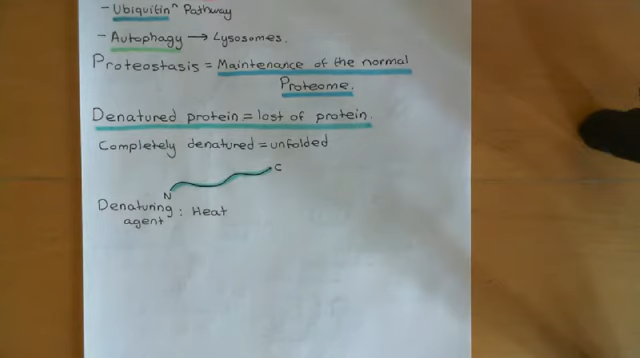 - Ubiquitin^n Pathway
- Autophagy → Lysosomes.
Proteostasis = Maintenance of the normal
Proteome.
Denatured protein = lost of protein.
Completely denatured = unfolded
N C
Denaturing : Heat
agent